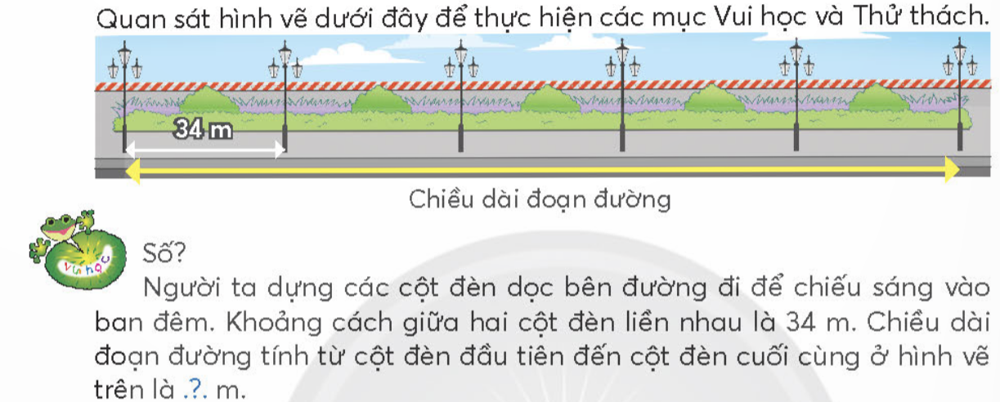 Quan sát hình vẽ dưới đây để thực hiện các mục Vui học và Thử thách.
34 m
Chiều dài đoạn đường
Vui học
Số?
Người ta dựng các cột đèn dọc bên đường đi để chiếu sáng vào
ban đêm. Khoảng cách giữa hai cột đèn liền nhau là 34 m. Chiều dài
đoạn đường tính từ cột đèn đầu tiên đến cột đèn cuối cùng ở hình vẽ
trên là .?. m.